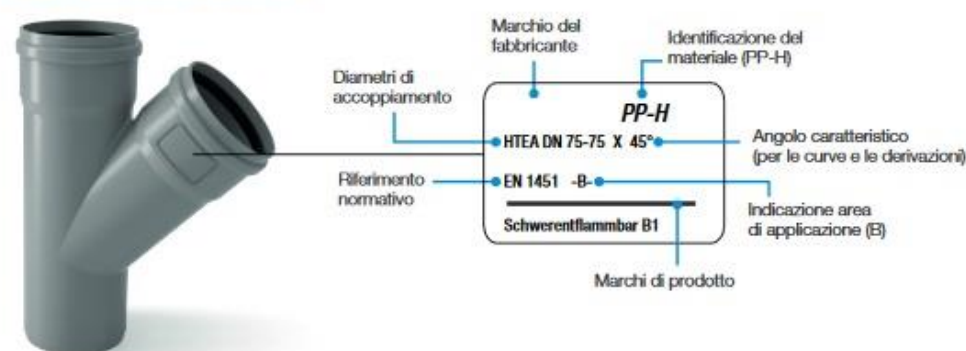 Marchio del
fabbricante
Identificazione del
materiale (PP-H)
Diametri di
accoppiamento
PP-H
HTEA DN 75-75 X 45°
Angolo caratteristico
(per le curve e le derivazioni)
Riferimento
normativo
EN 1451 -B-
Indicazione area
di applicazione (B)
Schwerentflammbar B1
Marchi di prodotto